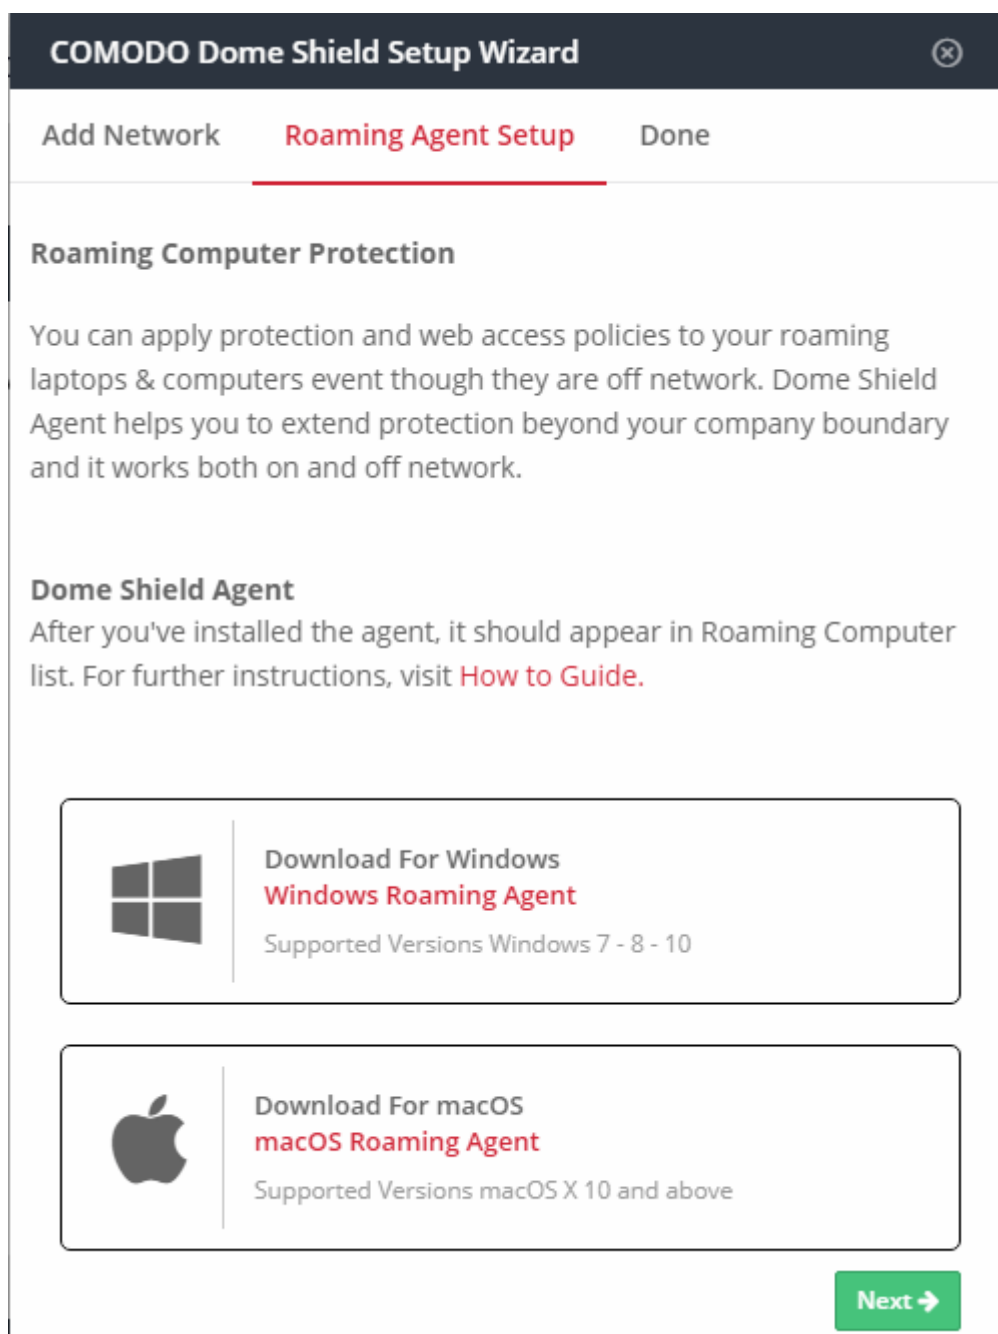 COMODO Dome Shield Setup Wizard
Add Network Roaming Agent Setup Done
Roaming Computer Protection
You can apply protection and web access policies to your roaming
laptops & computers event though they are off network. Dome Shield
Agent helps you to extend protection beyond your company boundary
and it works both on and off network.
Dome Shield Agent
After you've installed the agent, it should appear in Roaming Computer
list. For further instructions, visit How to Guide.
Download For Windows
Windows Roaming Agent
Supported Versions Windows 7 - 8 - 10
Download For macOS
macOS Roaming Agent
Supported Versions macOS X 10 and above
Next